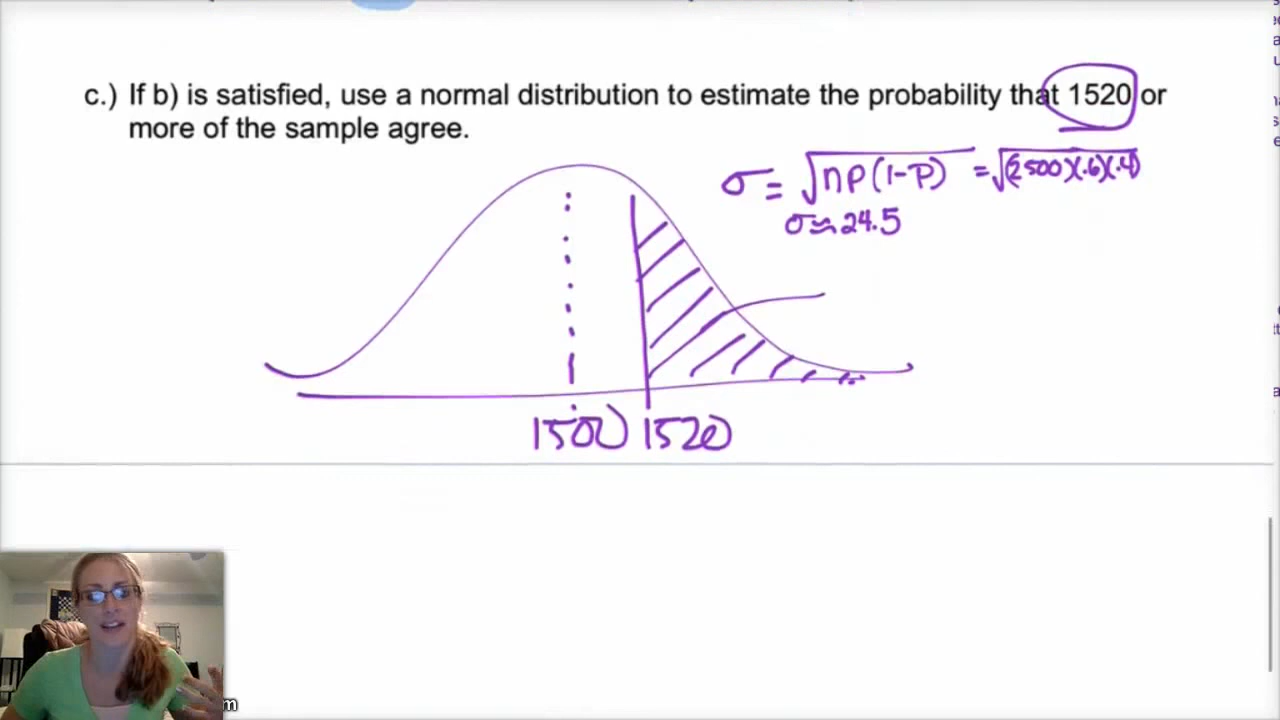 c.) If b) is satisfied, use a normal distribution to estimate the probability that 1520 or
more of the sample agree.
σ = √np(1-p) = √(2500)(.6)(.4)
σ ≈ 24.5
1500 1520
m